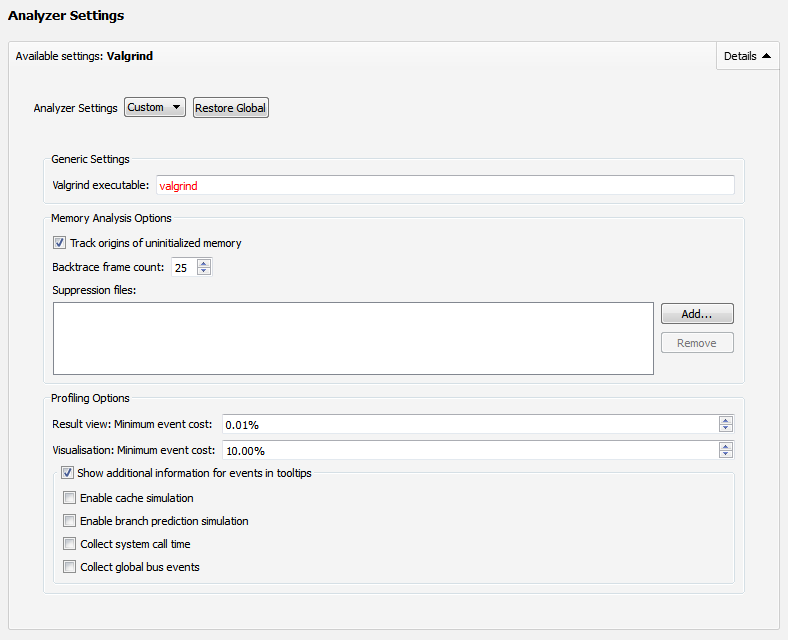 Analyzer Settings
Available settings: Valgrind Details
Analyzer Settings Custom Restore Global
Generic Settings
Valgrind executable: valgrind
Memory Analysis Options
Track origins of uninitialized memory
Backtrace frame count: 25
Suppression files:
Add...
Remove
Profiling Options
Result view: Minimum event cost: 0.01%
Visualisation: Minimum event cost: 10.00%
Show additional information for events in tooltips
Enable cache simulation
Enable branch prediction simulation
Collect system call time
Collect global bus events